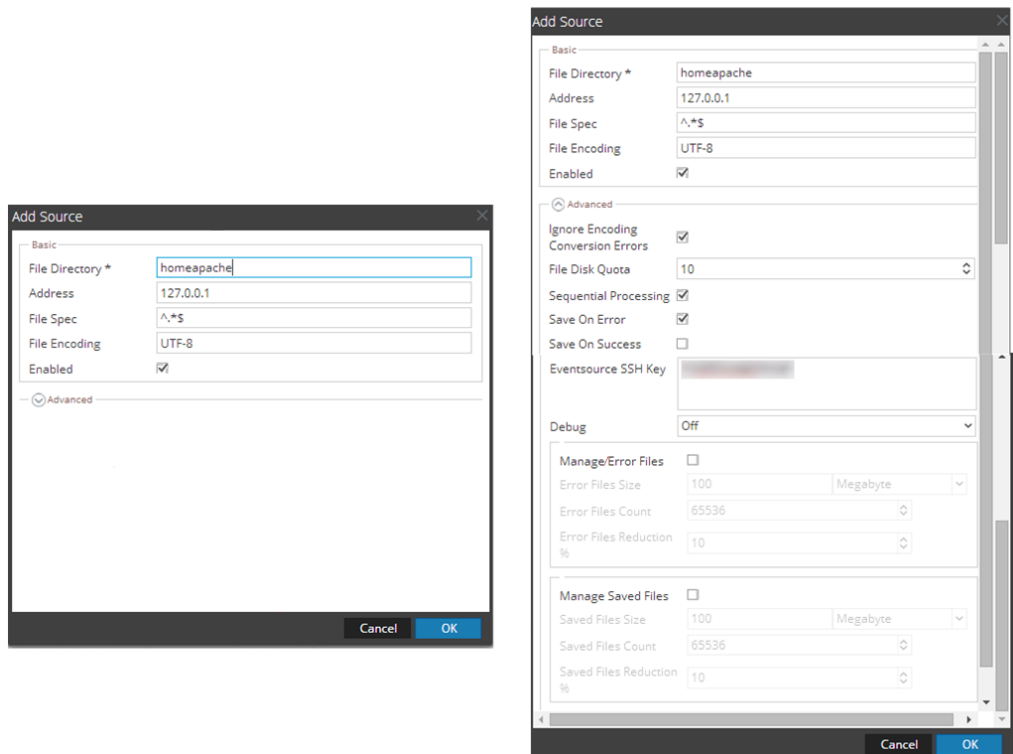 Add Source
Basic
File Directory * homeapache
Address 127.0.0.1
File Spec ^.*$
File Encoding UTF-8
Enabled
Advanced
Cancel OK
Add Source
Basic
File Directory * homeapache
Address 127.0.0.1
File Spec ^.*$
File Encoding UTF-8
Enabled
Advanced
Ignore Encoding
Conversion Errors
File Disk Quota 10
Sequential Processing
Save On Error
Save On Success
Eventsource SSH Key
Debug Off
Manage/Error Files
Error Files Size 100 Megabyte
Error Files Count 65536
Error Files Reduction
% 10
Manage Saved Files
Saved Files Size 100 Megabyte
Saved Files Count 65536
Saved Files Reduction
% 10
Cancel OK